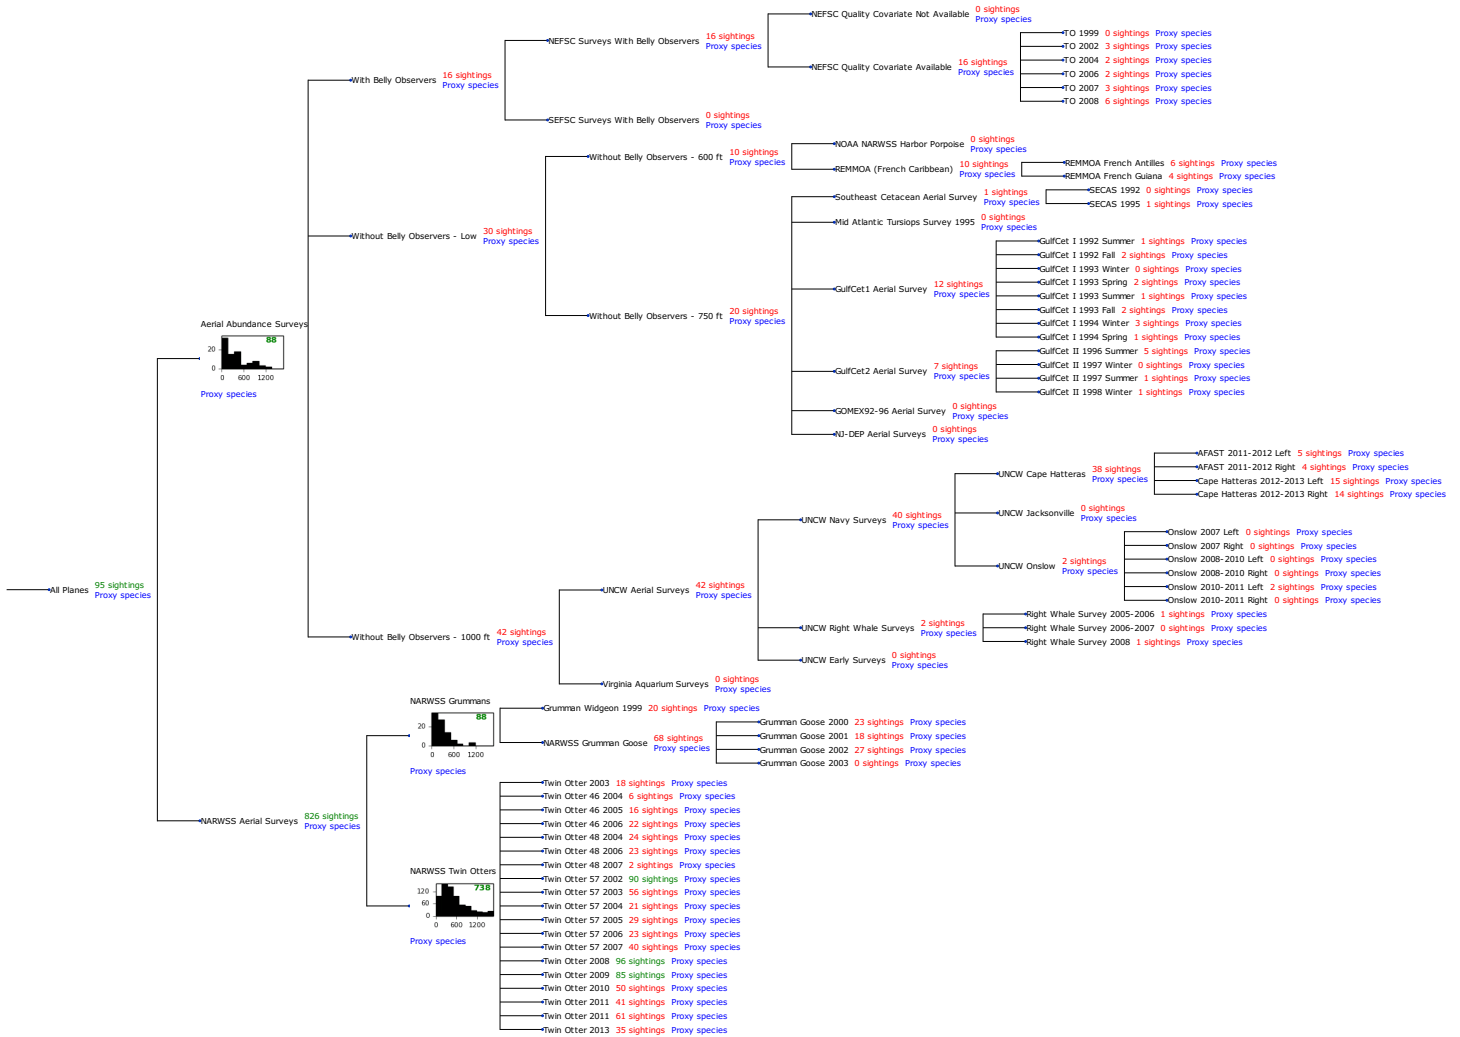 All Planes 95 sightings
Proxy species
Aerial Abundance Surveys
88
20
0
0 600 1200
Proxy species
With Belly Observers 16 sightings
Proxy species
NEFSC Surveys With Belly Observers 16 sightings
Proxy species
NEFSC Quality Covariate Not Available 0 sightings
Proxy species
NEFSC Quality Covariate Available 16 sightings
Proxy species
TO 1999 0 sightings Proxy species
TO 2002 3 sightings Proxy species
TO 2004 2 sightings Proxy species
TO 2006 2 sightings Proxy species
TO 2007 3 sightings Proxy species
TO 2008 6 sightings Proxy species
SEFSC Surveys With Belly Observers 0 sightings
Proxy species
Without Belly Observers - Low 30 sightings
Proxy species
Without Belly Observers - 600 ft 10 sightings
Proxy species
NOAA NARWSS Harbor Porpoise 0 sightings
Proxy species
REMMOA (French Caribbean) 10 sightings
Proxy species
REMMOA French Antilles 6 sightings Proxy species
REMMOA French Guiana 4 sightings Proxy species
Without Belly Observers - 750 ft 20 sightings
Proxy species
Southeast Cetacean Aerial Survey 1 sightings
Proxy species
SECAS 1992 0 sightings Proxy species
SECAS 1995 1 sightings Proxy species
Mid Atlantic Tursiops Survey 1995 0 sightings
Proxy species
GulfCet1 Aerial Survey 12 sightings
Proxy species
GulfCet I 1992 Summer 1 sightings Proxy species
GulfCet I 1992 Fall 2 sightings Proxy species
GulfCet I 1993 Winter 0 sightings Proxy species
GulfCet I 1993 Spring 2 sightings Proxy species
GulfCet I 1993 Summer 1 sightings Proxy species
GulfCet I 1993 Fall 2 sightings Proxy species
GulfCet I 1994 Winter 3 sightings Proxy species
GulfCet I 1994 Spring 1 sightings Proxy species
GulfCet2 Aerial Survey 7 sightings
Proxy species
GulfCet II 1996 Summer 5 sightings Proxy species
GulfCet II 1997 Winter 0 sightings Proxy species
GulfCet II 1997 Summer 1 sightings Proxy species
GulfCet II 1998 Winter 1 sightings Proxy species
GOMEX92-96 Aerial Survey 0 sightings
Proxy species
NJ-DEP Aerial Surveys 0 sightings
Proxy species
Without Belly Observers - 1000 ft 42 sightings
Proxy species
UNCW Aerial Surveys 42 sightings
Proxy species
UNCW Navy Surveys 40 sightings
Proxy species
UNCW Cape Hatteras 38 sightings
Proxy species
AFAST 2011-2012 Left 5 sightings Proxy species
AFAST 2011-2012 Right 4 sightings Proxy species
Cape Hatteras 2012-2013 Left 15 sightings Proxy species
Cape Hatteras 2012-2013 Right 14 sightings Proxy species
UNCW Jacksonville 0 sightings
Proxy species
UNCW Onslow 2 sightings
Proxy species
Onslow 2007 Left 0 sightings Proxy species
Onslow 2007 Right 0 sightings Proxy species
Onslow 2008-2010 Left 0 sightings Proxy species
Onslow 2008-2010 Right 0 sightings Proxy species
Onslow 2010-2011 Left 2 sightings Proxy species
Onslow 2010-2011 Right 0 sightings Proxy species
UNCW Right Whale Surveys 2 sightings
Proxy species
Right Whale Survey 2005-2006 1 sightings Proxy species
Right Whale Survey 2006-2007 0 sightings Proxy species
Right Whale Survey 2008 1 sightings Proxy species
UNCW Early Surveys 0 sightings
Proxy species
Virginia Aquarium Surveys 0 sightings
Proxy species
NARWSS Aerial Surveys 826 sightings
Proxy species
NARWSS Grummans
88
20
0
0 600 1200
Proxy species
Grumman Widgeon 1999 20 sightings Proxy species
NARWSS Grumman Goose 68 sightings
Proxy species
Grumman Goose 2000 23 sightings Proxy species
Grumman Goose 2001 18 sightings Proxy species
Grumman Goose 2002 27 sightings Proxy species
Grumman Goose 2003 0 sightings Proxy species
NARWSS Twin Otters
738
120
60
0
0 600 1200
Proxy species
Twin Otter 2003 18 sightings Proxy species
Twin Otter 46 2004 6 sightings Proxy species
Twin Otter 46 2005 16 sightings Proxy species
Twin Otter 46 2006 22 sightings Proxy species
Twin Otter 48 2004 24 sightings Proxy species
Twin Otter 48 2006 23 sightings Proxy species
Twin Otter 48 2007 2 sightings Proxy species
Twin Otter 57 2002 90 sightings Proxy species
Twin Otter 57 2003 56 sightings Proxy species
Twin Otter 57 2004 21 sightings Proxy species
Twin Otter 57 2005 29 sightings Proxy species
Twin Otter 57 2006 23 sightings Proxy species
Twin Otter 57 2007 40 sightings Proxy species
Twin Otter 2008 96 sightings Proxy species
Twin Otter 2009 85 sightings Proxy species
Twin Otter 2010 50 sightings Proxy species
Twin Otter 2011 41 sightings Proxy species
Twin Otter 2011 61 sightings Proxy species
Twin Otter 2013 35 sightings Proxy species